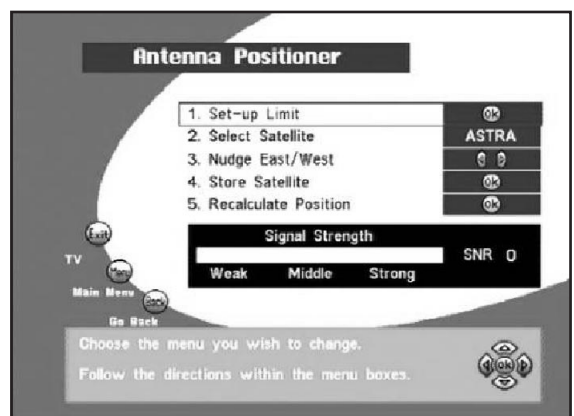 Antenna Positioner
1. Set-up Limit Ok
2. Select Satellite ASTRA
3. Nudge East/West
4. Store Satellite Ok
5. Recalculate Position Ok
Signal Strength
SNR 0
Weak Middle Strong
Exit
TV
Menu
Main Menu
Back
Go Back
Choose the menu you wish to change.
Follow the directions within the menu boxes.
Ok